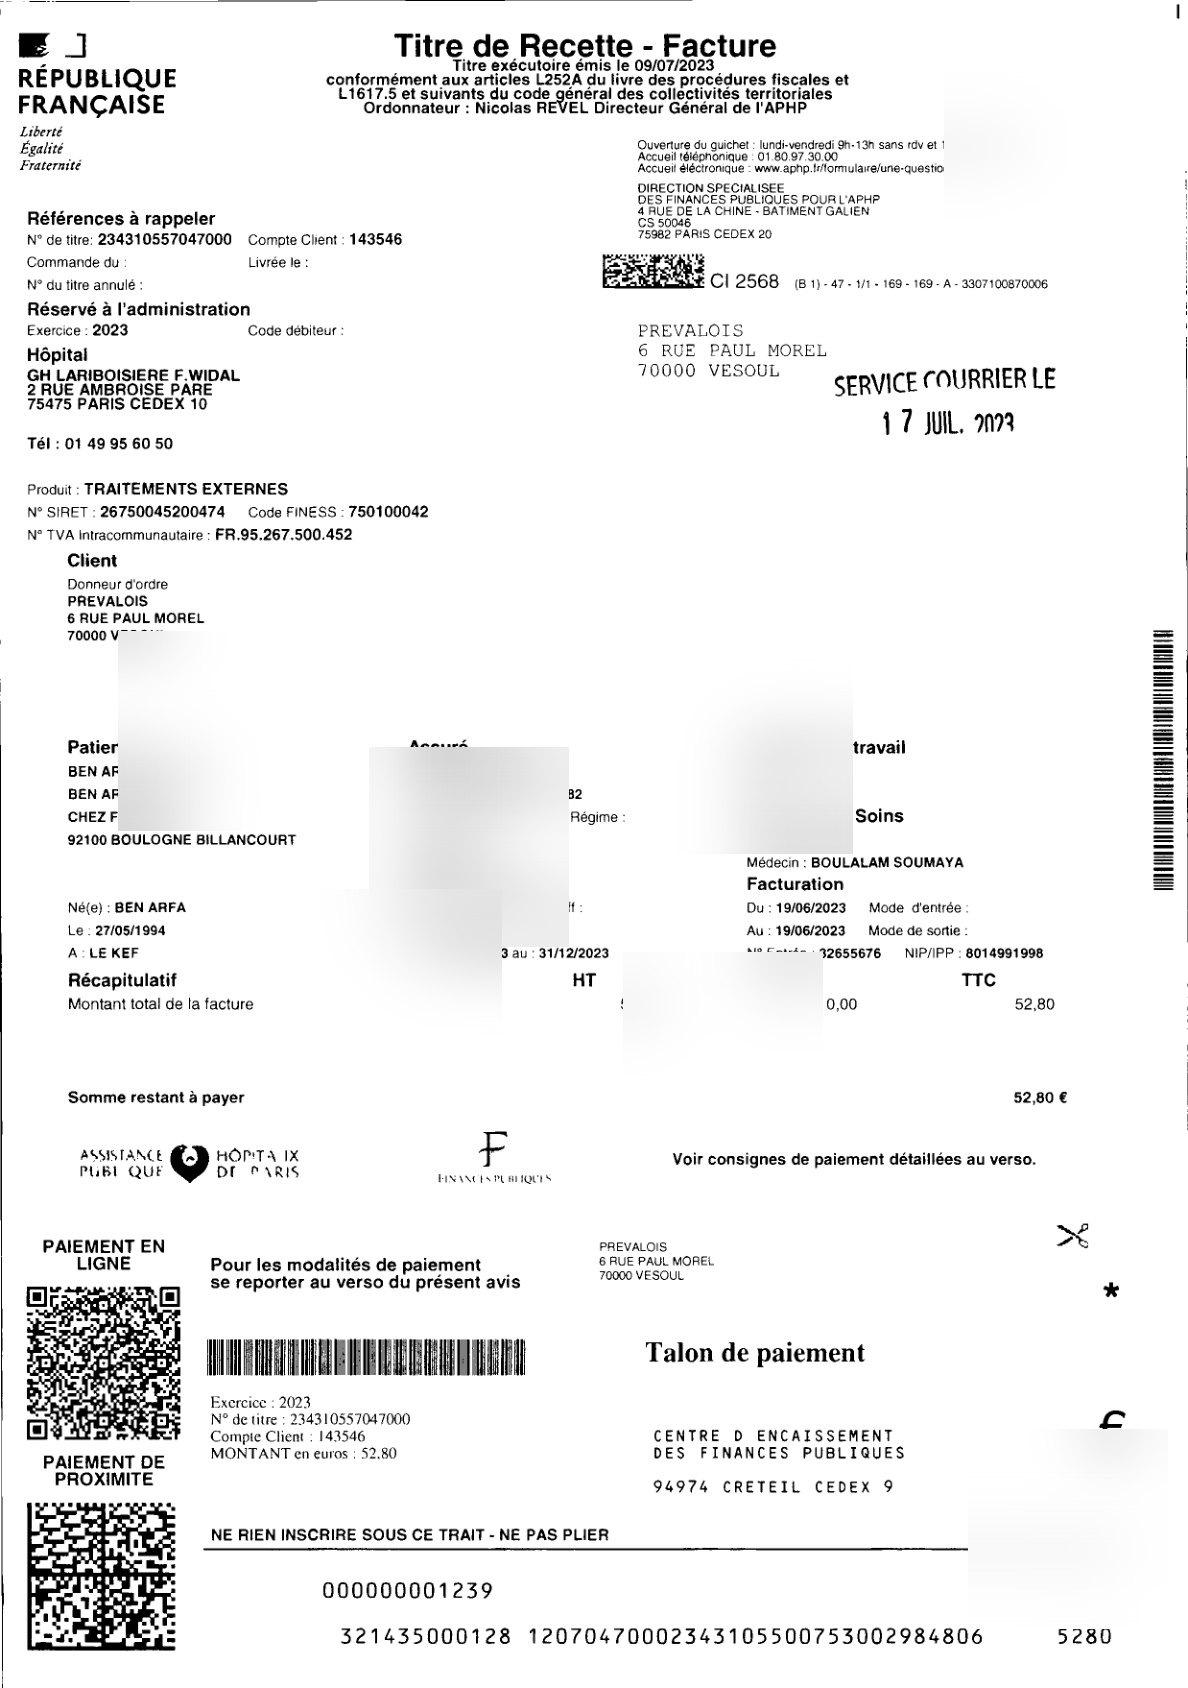 RÉPUBLIQUE
FRANÇAISE
Liberté
Égalité
Fraternité
Titre de Recette - Facture
Titre exécutoire émis le 09/07/2023
conformément aux articles L252A du livre des procédures fiscales et
L1617.5 et suivants du code général des collectivités territoriales
Ordonnateur : Nicolas REVEL Directeur Général de l'APHP
Ouverture du guichet : lundi-vendredi 9h-13h sans rdv et
Accueil téléphonique : 01.80.97.30.00
Accueil éléctronique : www.aphp.fr/formulaire/une-questio
DIRECTION SPECIALISEE
DES FINANCES PUBLIQUES POUR L'APHP
4 RUE DE LA CHINE - BATIMENT GALIEN
CS 50046
75982 PARIS CEDEX 20
Références à rappeler
N° de titre: 234310557047000 Compte Client : 143546
Commande du : Livrée le :
N° du titre annulé :
CI 2568 (B 1) - 47 - 1/1 - 169 - 169 - A - 3307100870006
Réservé à l'administration
Exercice : 2023 Code débiteur :
PREVALOIS
6 RUE PAUL MOREL
70000 VESOUL
SERVICE COURRIER LE
17 JUIL. 2023
Hôpital
GH LARIBOISIERE F.WIDAL
2 RUE AMBROISE PARE
75475 PARIS CEDEX 10
Tél : 01 49 95 60 50
Produit : TRAITEMENTS EXTERNES
N° SIRET : 26750045200474 Code FINESS : 750100042
N° TVA Intracommunautaire : FR.95.267.500.452
Client
Donneur d'ordre
PREVALOIS
6 RUE PAUL MOREL
70000 V
Patien Assuré travail
BEN AR
BEN AR 82
CHEZ F Régime : Soins
92100 BOULOGNE BILLANCOURT
Médecin : BOULALAM SOUMAYA
Facturation
Né(e) : BEN ARFA Du : 19/06/2023 Mode d'entrée :
Le : 27/05/1994 Au : 19/06/2023 Mode de sortie :
A : LE KEF 3 au : 31/12/2023 N° Entrée : 32655676 NIP/IPP : 8014991998
Récapitulatif HT TTC
Montant total de la facture 0,00 52,80
Somme restant à payer 52,80 €
ASSISTANCE HÔPITAUX
PUBLIQUE DE PARIS
FINANCES PUBLIQUES
Voir consignes de paiement détaillées au verso.
PAIEMENT EN
LIGNE
Pour les modalités de paiement
se reporter au verso du présent avis
PREVALOIS
6 RUE PAUL MOREL
70000 VESOUL
*
Talon de paiement
Exercice : 2023
N° de titre : 234310557047000
Compte Client : 143546
MONTANT en euros : 52.80
CENTRE D ENCAISSEMENT
DES FINANCES PUBLIQUES
94974 CRETEIL CEDEX 9
PAIEMENT DE
PROXIMITE
NE RIEN INSCRIRE SOUS CE TRAIT - NE PAS PLIER
000000001239
321435000128 120704700023431055007530029​84806 5280